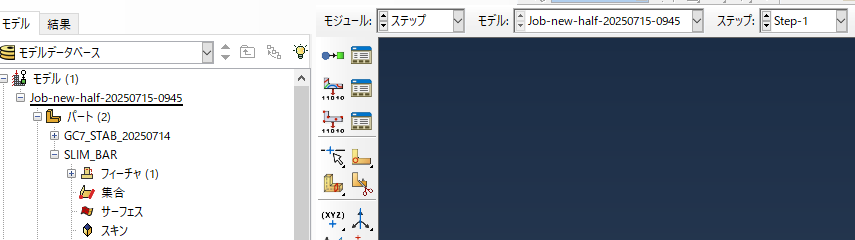 モジュール: ステップ モデル: Job-new-half-20250715-0945 ステップ: Step-1
モデル 結果
モデルデータベース
モデル (1)
Job-new-half-20250715-0945
パート (2)
GC7_STAB_20250714
SLIM_BAR
フィーチャ (1)
集合
サーフェス
スキン
11010
11010
(XYZ)